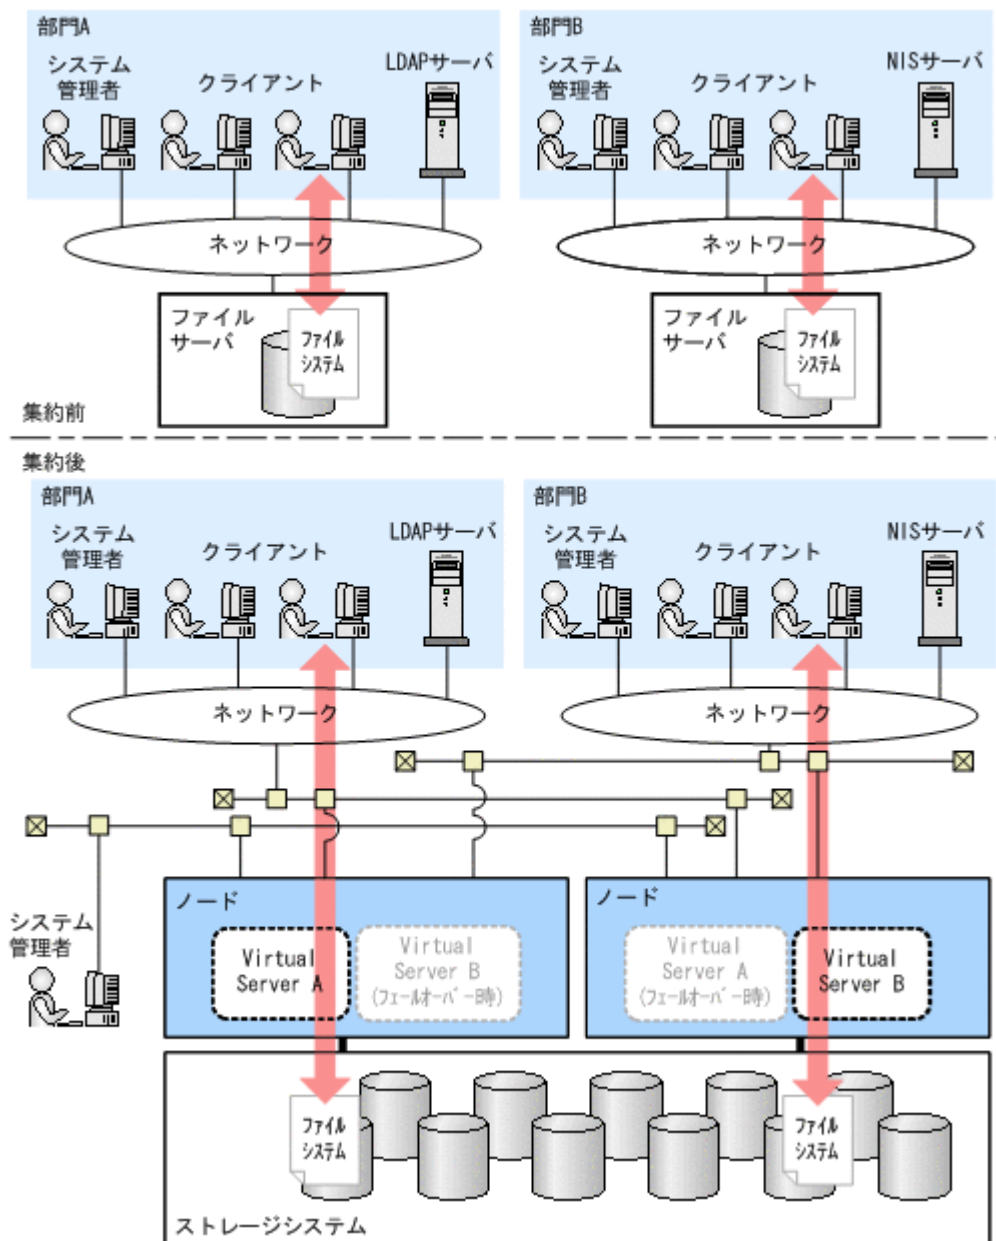 部門A
システム
管理者
クライアント
LDAPサーバ
ネットワーク
ファイル
サーバ
ファイル
システム
部門B
システム
管理者
クライアント
NISサーバ
ネットワーク
ファイル
サーバ
ファイル
システム
集約前
集約後
部門A
システム
管理者
クライアント
LDAPサーバ
ネットワーク
部門B
システム
管理者
クライアント
NISサーバ
ネットワーク
システム
管理者
ノード
Virtual
Server A
Virtual
Server B
(フェールオーバー時)
ノード
Virtual
Server A
(フェールオーバー時)
Virtual
Server B
ファイル
システム
ファイル
システム
ストレージシステム